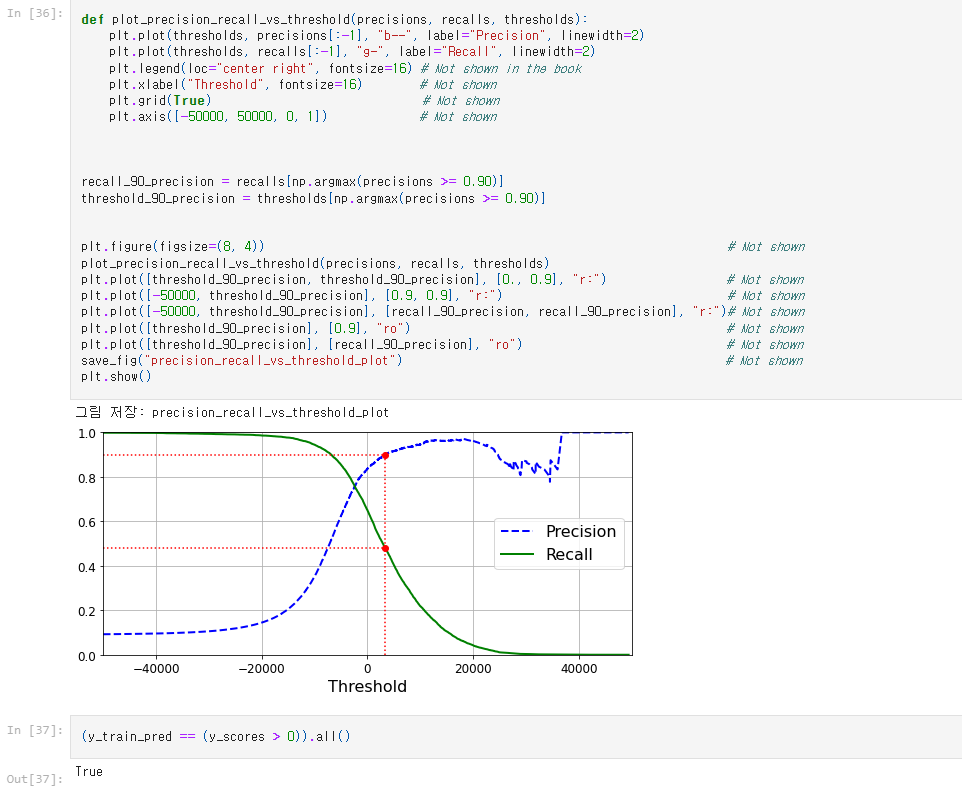 In [36]:
def plot_precision_recall_vs_threshold(precisions, recalls, thresholds):
    plt.plot(thresholds, precisions[:-1], "b--", label="Precision", linewidth=2)
    plt.plot(thresholds, recalls[:-1], "g-", label="Recall", linewidth=2)
    plt.legend(loc="center right", fontsize=16) # Not shown in the book
    plt.xlabel("Threshold", fontsize=16)        # Not shown
    plt.grid(True)                              # Not shown
    plt.axis([-50000, 50000, 0, 1])             # Not shown
recall_90_precision = recalls[np.argmax(precisions >= 0.90)]
threshold_90_precision = thresholds[np.argmax(precisions >= 0.90)]
plt.figure(figsize=(8, 4))                                                                  # Not shown
plot_precision_recall_vs_threshold(precisions, recalls, thresholds)
plt.plot([threshold_90_precision, threshold_90_precision], [0., 0.9], "r:")                 # Not shown
plt.plot([-50000, threshold_90_precision], [0.9, 0.9], "r:")                                # Not shown
plt.plot([-50000, threshold_90_precision], [recall_90_precision, recall_90_precision], "r:")# Not shown
plt.plot([threshold_90_precision], [0.9], "ro")                                             # Not shown
plt.plot([threshold_90_precision], [recall_90_precision], "ro")                             # Not shown
save_fig("precision_recall_vs_threshold_plot")                                              # Not shown
plt.show()
그림 저장: precision_recall_vs_threshold_plot
1.0
0.8
0.6
0.4
0.2
0.0
Precision
Recall
−40000 −20000 0 20000 40000
Threshold
In [37]:
(y_train_pred == (y_scores > 0)).all()
Out[37]:
True